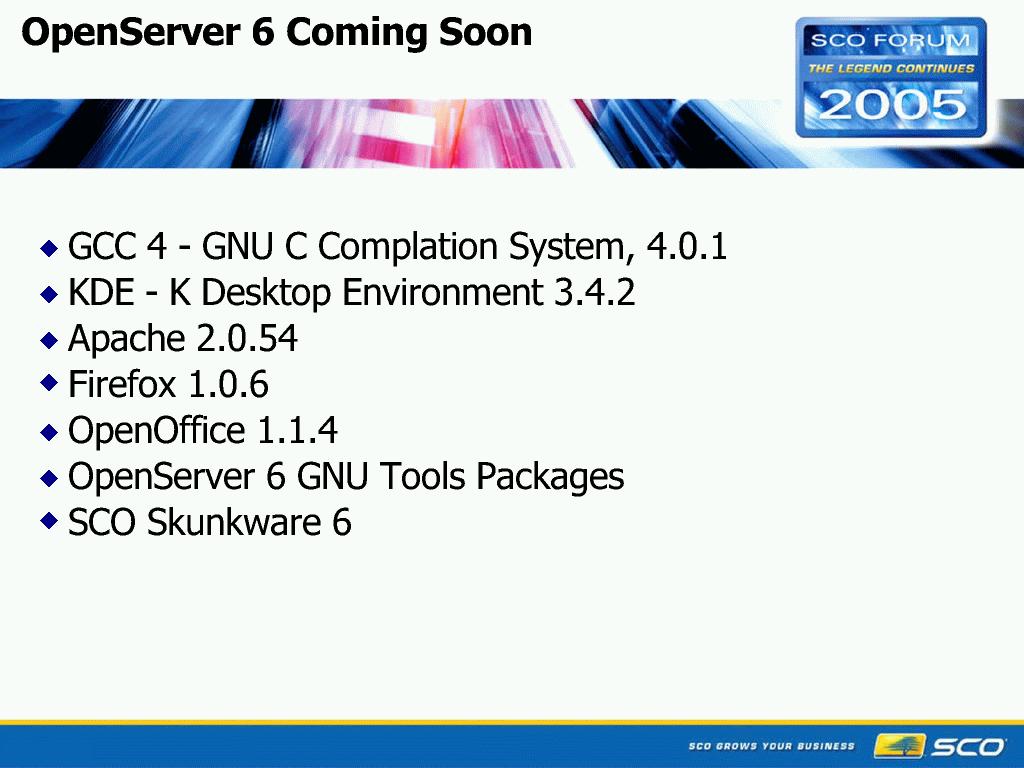 OpenServer 6 Coming Soon
SCO FORUM
THE LEGEND CONTINUES
2005
GCC 4 - GNU C Complation System, 4.0.1
KDE - K Desktop Environment 3.4.2
Apache 2.0.54
Firefox 1.0.6
OpenOffice 1.1.4
OpenServer 6 GNU Tools Packages
SCO Skunkware 6
SCO GROWS YOUR BUSINESS
SCO